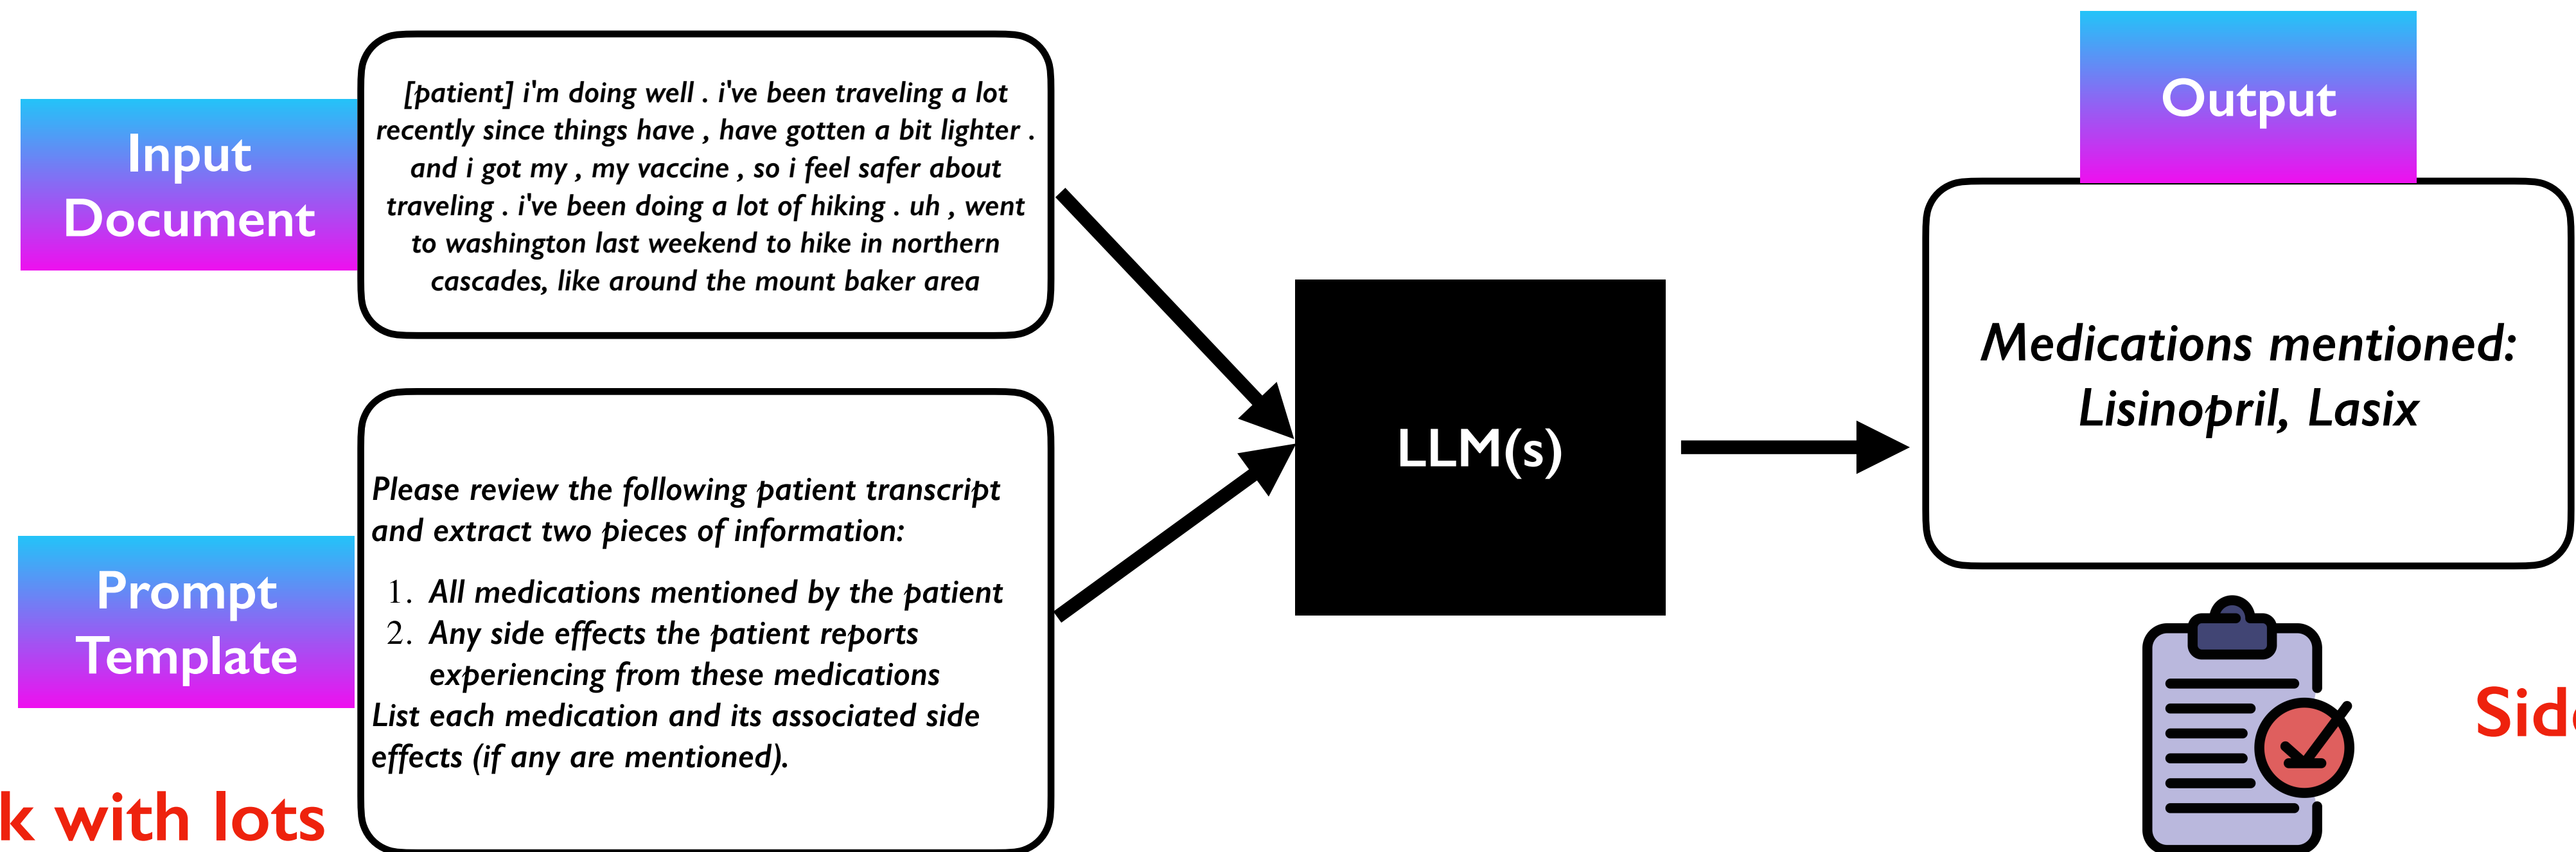 Input
Document
[patient] i'm doing well . i've been traveling a lot
recently since things have , have gotten a bit lighter .
and i got my , my vaccine , so i feel safer about
traveling . i've been doing a lot of hiking . uh , went
to washington last weekend to hike in northern
cascades, like around the mount baker area
Prompt
Template
Please review the following patient transcript
and extract two pieces of information:
1. All medications mentioned by the patient
2. Any side effects the patient reports
experiencing from these medications
List each medication and its associated side
effects (if any are mentioned).
k with lots
LLM(s)
Output
Medications mentioned:
Lisinopril, Lasix
Sid